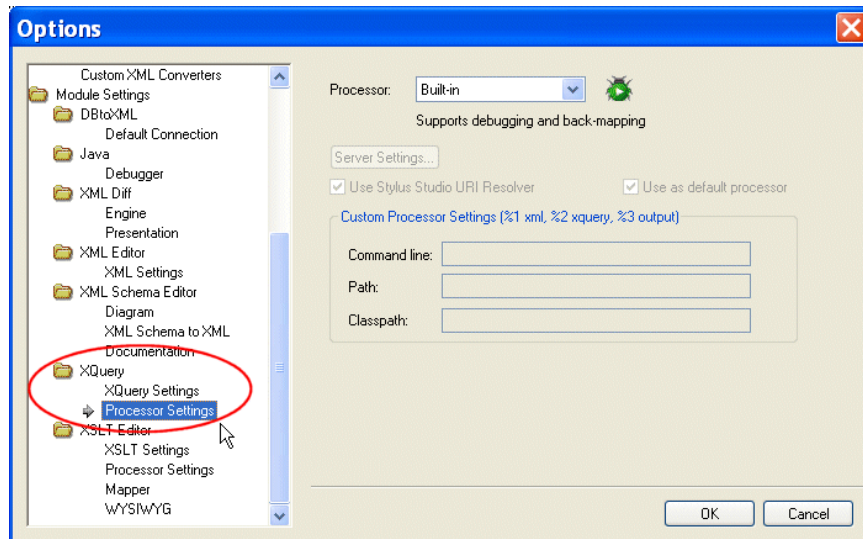 Options
Custom XML Converters
Module Settings
DBtoXML
Default Connection
Java
Debugger
XML Diff
Engine
Presentation
XML Editor
XML Settings
XML Schema Editor
Diagram
XML Schema to XML
Documentation
XQuery
XQuery Settings
Processor Settings
XSLT Editor
XSLT Settings
Processor Settings
Mapper
WYSIWYG
Processor: Built-in
Supports debugging and back-mapping
Server Settings...
Use Stylus Studio URI Resolver Use as default processor
Custom Processor Settings (%1 xml, %2 xquery, %3 output)
Command line:
Path:
Classpath:
OK Cancel